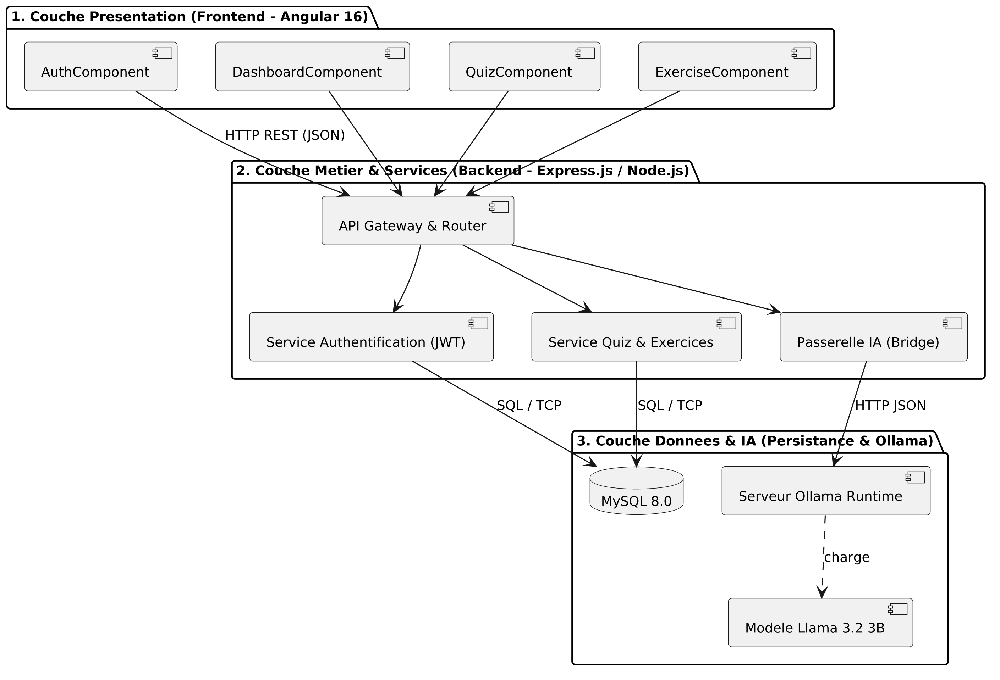 1. Couche Presentation (Frontend - Angular 16)
AuthComponent
DashboardComponent
QuizComponent
ExerciseComponent
HTTP REST (JSON)
2. Couche Metier & Services (Backend - Express.js / Node.js)
API Gateway & Router
Service Authentification (JWT)
Service Quiz & Exercices
Passerelle IA (Bridge)
SQL / TCP
SQL / TCP
HTTP JSON
3. Couche Donnees & IA (Persistance & Ollama)
MySQL 8.0
Serveur Ollama Runtime
charge
Modele Llama 3.2 3B